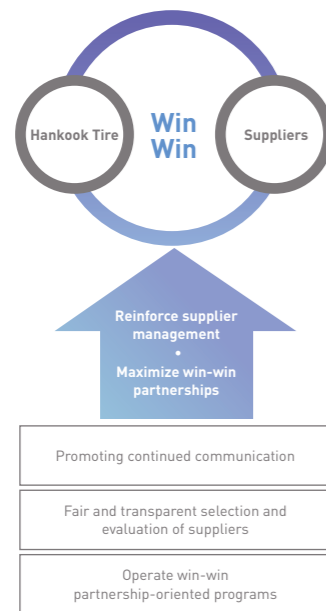 Win
Win
Hankook Tire
Suppliers
Reinforce supplier
management
•
Maximize win-win
partnerships
Promoting continued communication
Fair and transparent selection and
evaluation of suppliers
Operate win-win
partnership-oriented programs